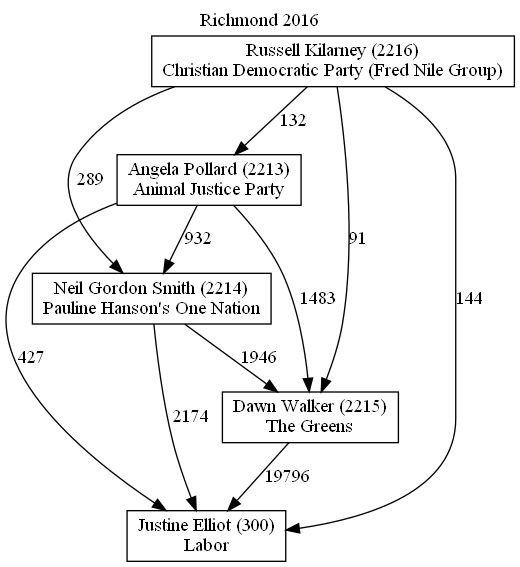 Richmond 2016
Russell Kilarney (2216)
Christian Democratic Party (Fred Nile Group)
132
Angela Pollard (2213)
Animal Justice Party
289
932
91
Neil Gordon Smith (2214)
Pauline Hanson's One Nation
1483
144
427
1946
2174
Dawn Walker (2215)
The Greens
19796
Justine Elliot (300)
Labor